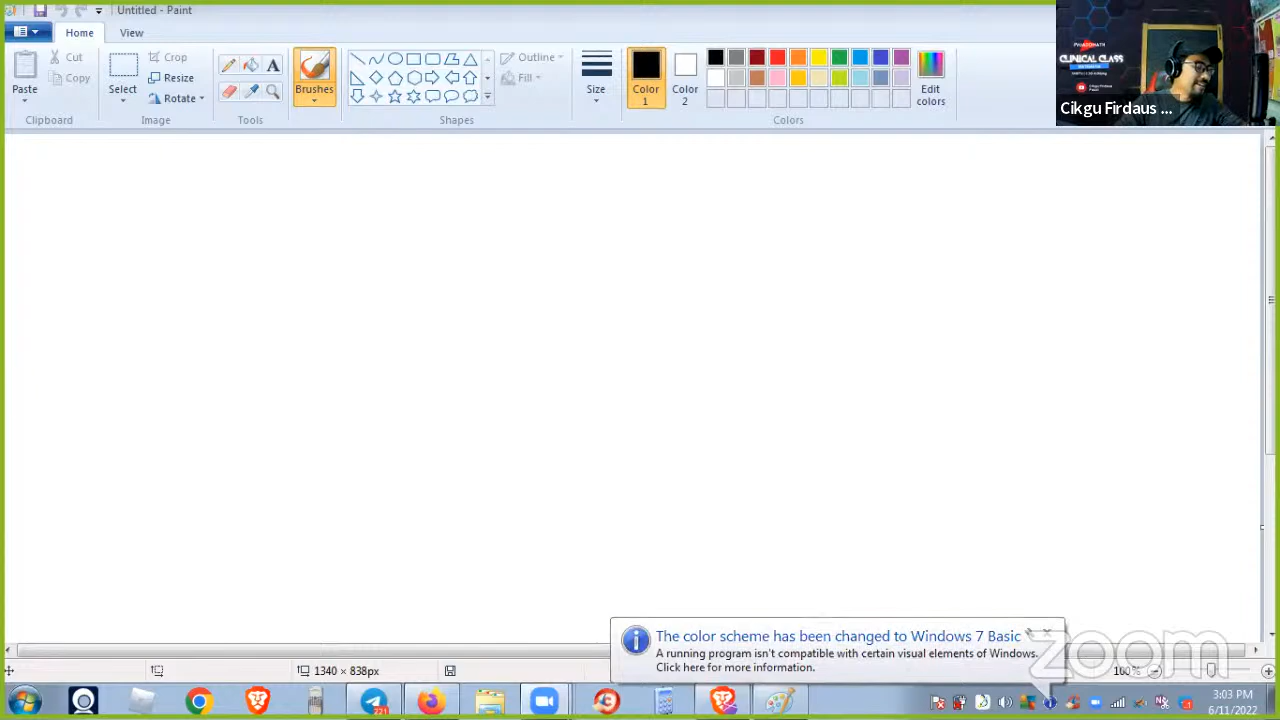 Untitled - Paint
Home View
Paste
Cut
Copy
Clipboard
Select
Crop
Resize
Rotate
Image
A
Tools
Brushes
Outline
Fill
Shapes
Size
Color 1
Color 2
Edit colors
Colors
CLINICAL CLASS
Cikgu Firdaus ...
The color scheme has been changed to Windows 7 Basic
A running program isn't compatible with certain visual elements of Windows.
Click here for more information.
zoom
1340 × 838px
100%
3:03 PM
6/11/2022